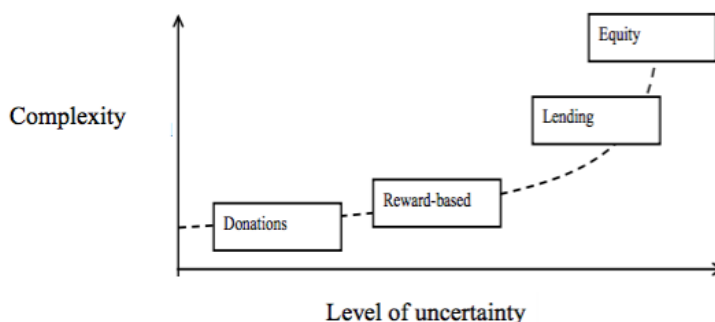 Equity
Complexity
Lending
Reward-based
Donations
Level of uncertainty